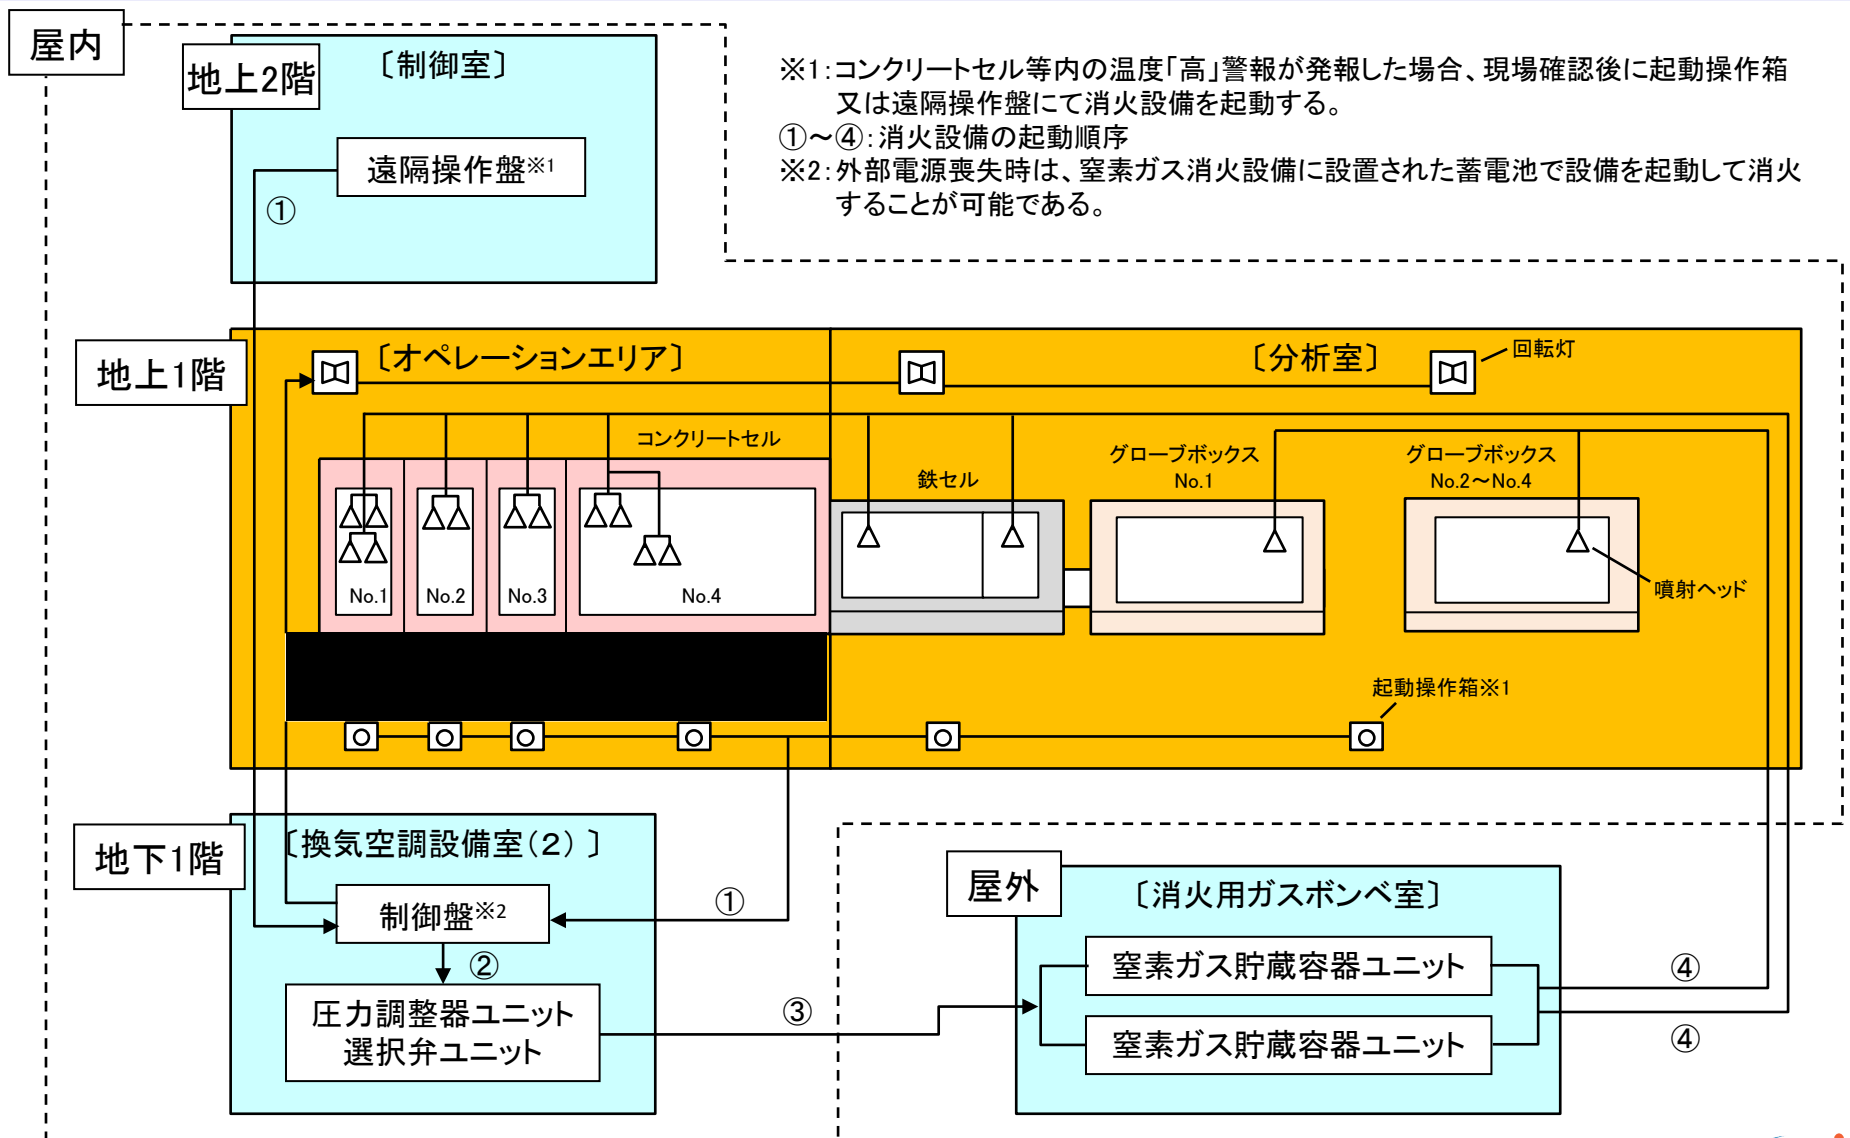 屋内
地上2階
〔制御室〕
遠隔操作盤※1
①
※1:コンクリートセル等内の温度｢高｣警報が発報した場合、現場確認後に起動操作箱
又は遠隔操作盤にて消火設備を起動する。
①～④:消火設備の起動順序
※2:外部電源喪失時は、窒素ガス消火設備に設置された蓄電池で設備を起動して消火
することが可能である。
地上1階
〔オペレーションエリア〕
〔分析室〕
回転灯
コンクリートセル
鉄セル
グローブボックス
No.1
グローブボックス
No.2～No.4
No.1
No.2
No.3
No.4
噴射ヘッド
起動操作箱※1
地下1階
〔換気空調設備室(２)〕
制御盤※2
①
②
圧力調整器ユニット
選択弁ユニット
③
屋外
〔消火用ガスボンベ室〕
窒素ガス貯蔵容器ユニット
窒素ガス貯蔵容器ユニット
④
④